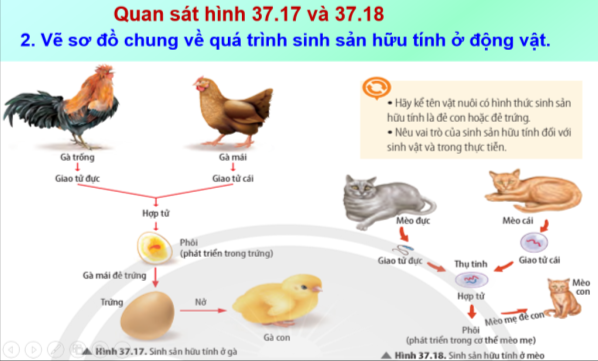 Quan sát hình 37.17 và 37.18
2. Vẽ sơ đồ chung về quá trình sinh sản hữu tính ở động vật.
Gà trống
Giao tử đực
Gà mái
Giao tử cái
Hợp tử
Phôi
(phát triển trong trứng)
Gà mái đẻ trứng
Trứng
Nở
Gà con
▲ Hình 37.17. Sinh sản hữu tính ở gà
• Hãy kể tên vật nuôi có hình thức sinh sản
hữu tính là đẻ con hoặc đẻ trứng.
• Nêu vai trò của sinh sản hữu tính đối với
sinh vật và trong thực tiễn.
Mèo đực
Mèo cái
Giao tử đực
Thụ tinh
Giao tử cái
Hợp tử
Mèo
con
Mèo mẹ đẻ con
Phôi
(phát triển trong cơ thể mèo mẹ)
▲ Hình 37.18. Sinh sản hữu tính ở mèo